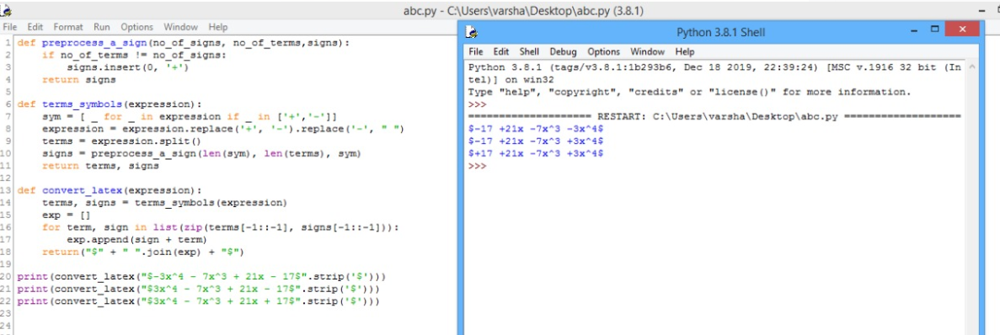 abc.py - C:\Users\varsha\Desktop\abc.py (3.8.1)
File Edit Format Run Options Window Help
1 def preprocess_a_sign(no_of_signs, no_of_terms,signs):
2     if no_of_terms != no_of_signs:
3         signs.insert(0, '+')
4     return signs
5
6 def terms_symbols(expression):
7     sym = [ _ for _ in expression if _ in ['+','-']]
8     expression = expression.replace('+', '-').replace('-', " ")
9     terms = expression.split()
10     signs = preprocess_a_sign(len(sym), len(terms), sym)
11     return terms, signs
12
13 def convert_latex(expression):
14     terms, signs = terms_symbols(expression)
15     exp = []
16     for term, sign in list(zip(terms[-1::-1], signs[-1::-1])):
17         exp.append(sign + term)
18     return("$" + " ".join(exp) + "$")
19
20 print(convert_latex("$-3x^4 - 7x^3 + 21x - 17$".strip('$')))
21 print(convert_latex("$3x^4 - 7x^3 + 21x - 17$".strip('$')))
22 print(convert_latex("$3x^4 - 7x^3 + 21x + 17$".strip('$')))
23
24
Python 3.8.1 Shell
File Edit Shell Debug Options Window Help
Python 3.8.1 (tags/v3.8.1:1b293b6, Dec 18 2019, 22:39:24) [MSC v.1916 32 bit (In
tel)] on win32
Type "help", "copyright", "credits" or "license()" for more information.
>>>
==================== RESTART: C:\Users\varsha\Desktop\abc.py ===================
$-17 +21x -7x^3 -3x^4$
$-17 +21x -7x^3 +3x^4$
$+17 +21x -7x^3 +3x^4$
>>>